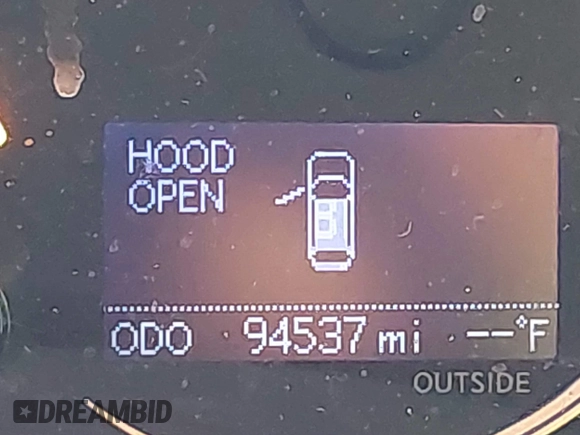 HOOD
OPEN
ODO 94537 mi --°F
OUTSIDE
DREAMBID